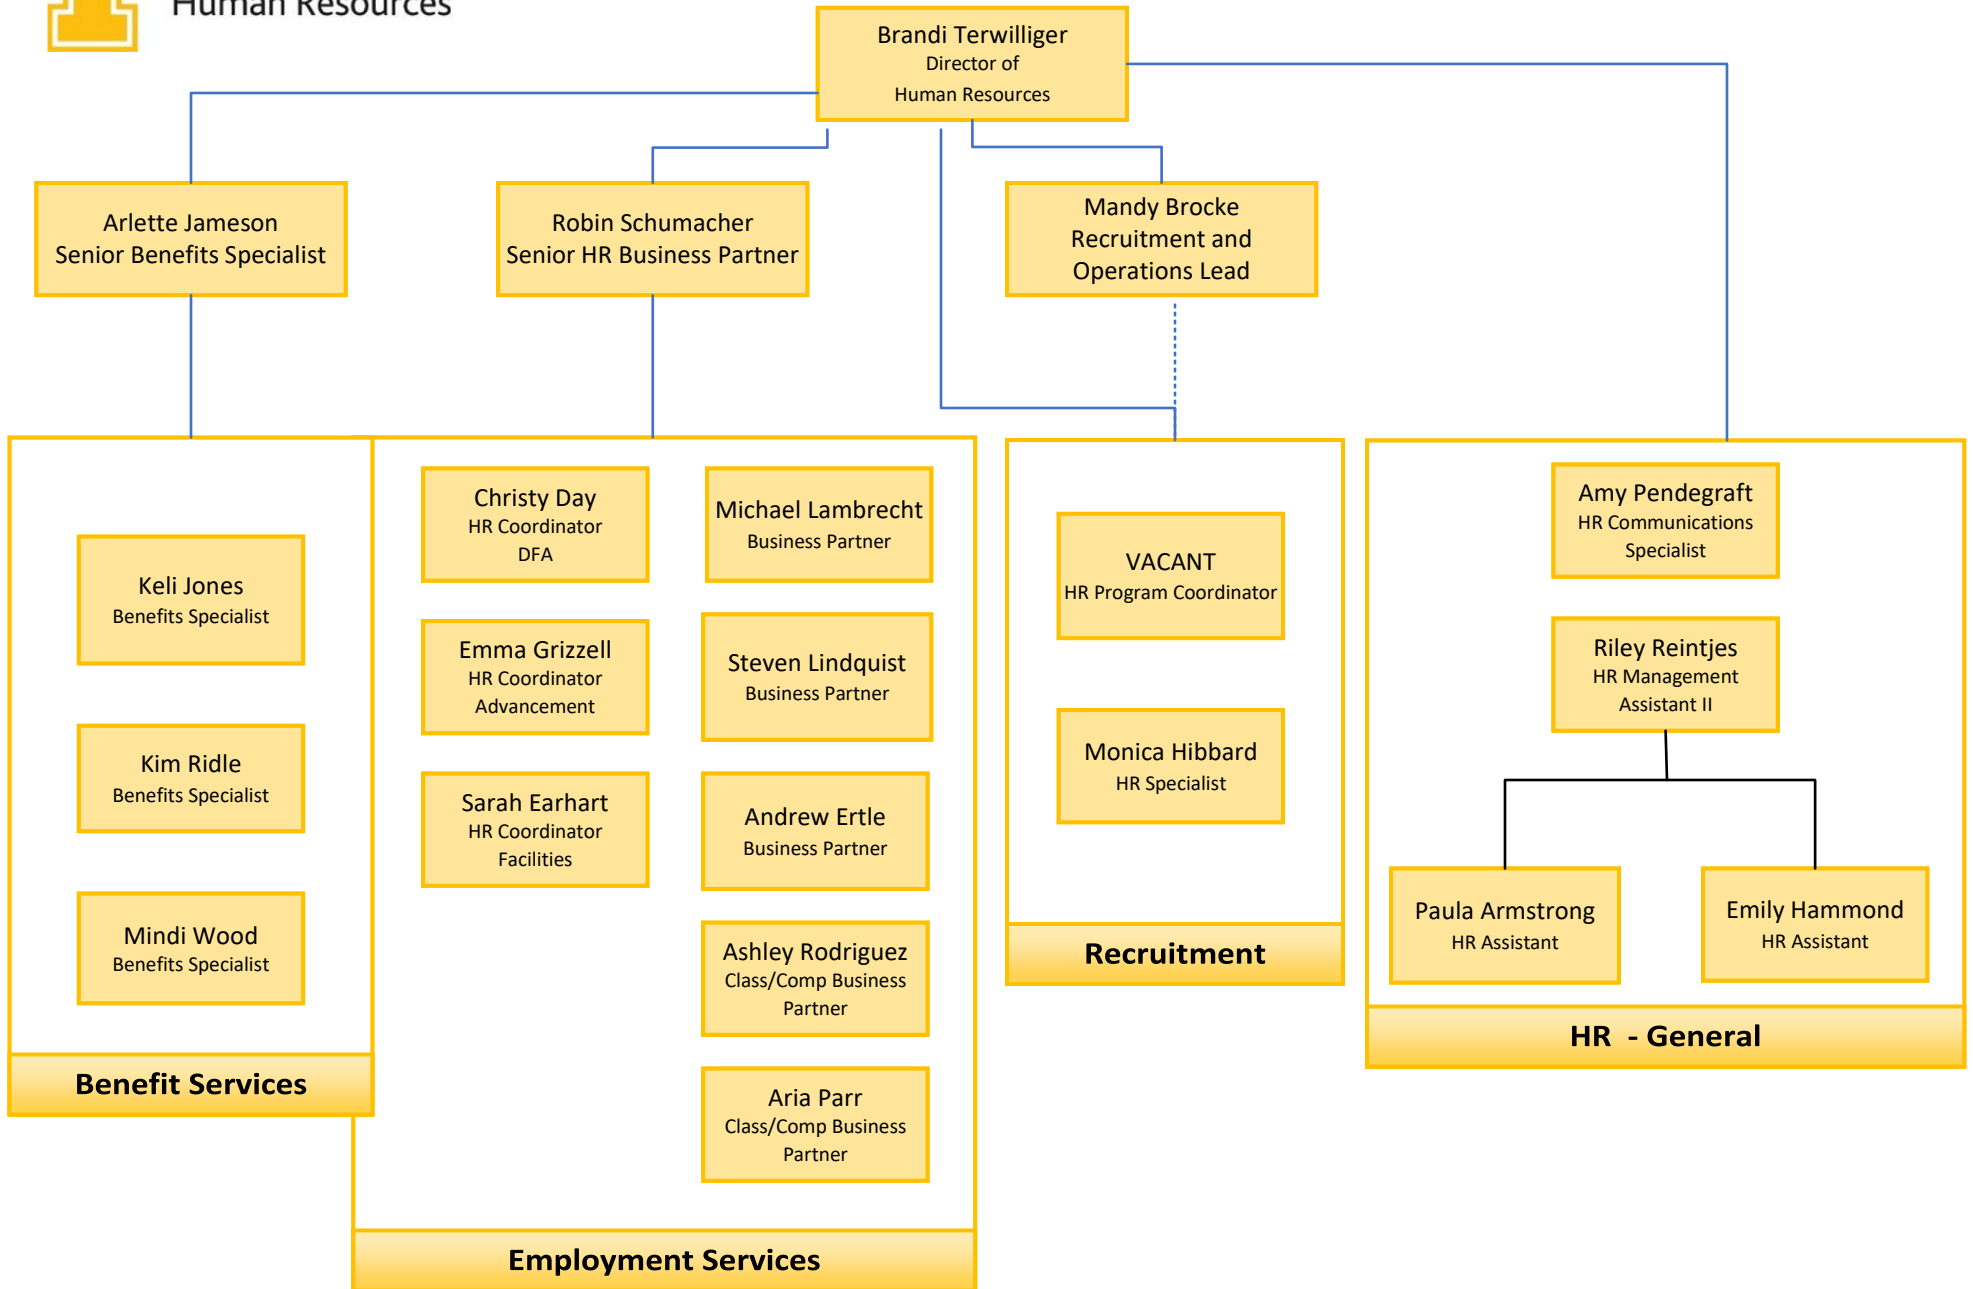 Human Resources
Brandi Terwilliger
Director of
Human Resources
Arlette Jameson
Senior Benefits Specialist
Robin Schumacher
Senior HR Business Partner
Mandy Brocke
Recruitment and
Operations Lead
Keli Jones
Benefits Specialist
Kim Ridle
Benefits Specialist
Mindi Wood
Benefits Specialist
Benefit Services
Christy Day
HR Coordinator
DFA
Emma Grizzell
HR Coordinator
Advancement
Sarah Earhart
HR Coordinator
Facilities
Michael Lambrecht
Business Partner
Steven Lindquist
Business Partner
Andrew Ertle
Business Partner
Ashley Rodriguez
Class/Comp Business
Partner
Aria Parr
Class/Comp Business
Partner
Employment Services
VACANT
HR Program Coordinator
Monica Hibbard
HR Specialist
Recruitment
Amy Pendegraft
HR Communications
Specialist
Riley Reintjes
HR Management
Assistant II
Paula Armstrong
HR Assistant
Emily Hammond
HR Assistant
HR - General